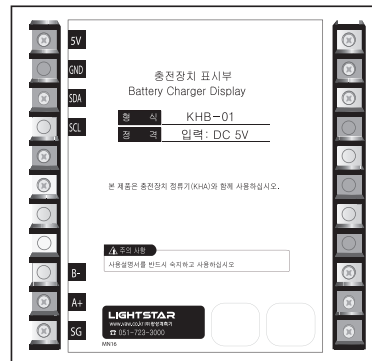 5V
GND
SDA
SCL
B-
A+
SG
충전장치 표시부
Battery Charger Display
형 식 KHB-01
정 격 입력: DC 5V
본 제품은 충전장치 정류기(KHA)와 함께 사용하십시오.
주의 사항
사용설명서를 반드시 숙지하고 사용하십시오
LIGHTSTAR
☎ 051-723-3000
MN16